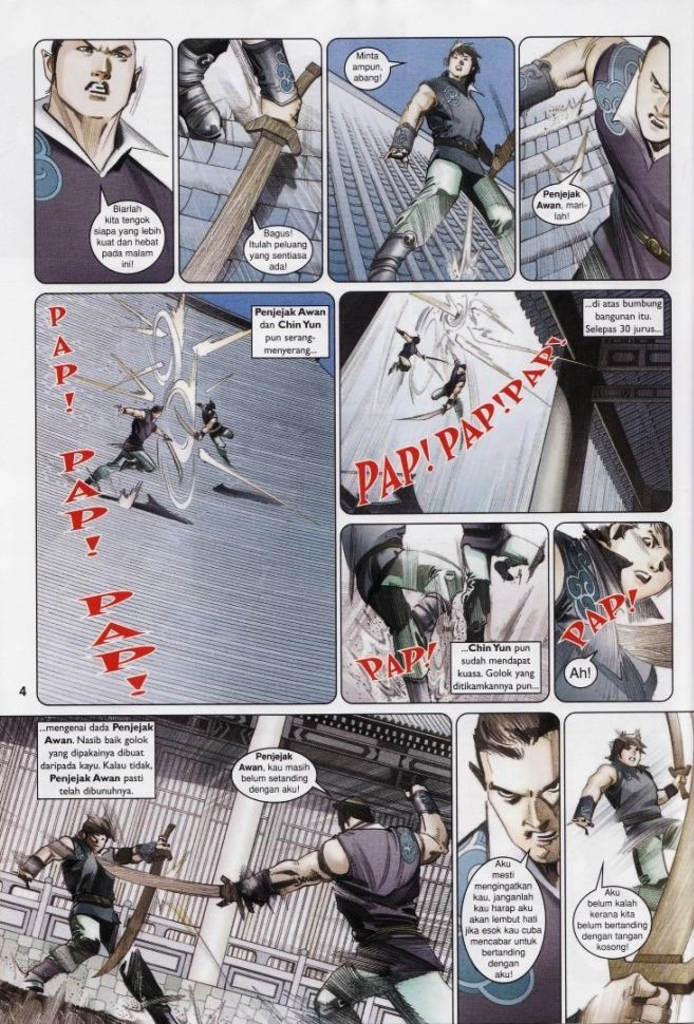 Biarlah
kita tengok
siapa yang lebih
kuat dan hebat
pada malam
ini!
Bagus!
Itulah peluang
yang sentiasa
ada!
Minta
ampun,
abang!
Penjejak
Awan, mari-
lah!
PAP!
PAP!
PAP!
Penjejak Awan
dan Chin Yun
pun serang-
menyerang...
...di atas bumbung
bangunan itu.
Selepas 30 jurus...
PAP! PAP! PAP!
PAP!
...Chin Yun pun
sudah mendapat
kuasa. Golok yang
ditikamkannya pun...
PAP!
Ah!
4
...mengenai dada Penjejak
Awan. Nasib baik golok
yang dipakainya dibuat
daripada kayu. Kalau tidak,
Penjejak Awan pasti
telah dibunuhnya.
Penjejak
Awan, kau masih
belum setanding
dengan aku!
Aku
mesti
mengingatkan
kau, janganlah
kau harap aku
akan lembut hati
jika esok kau cuba
mencabar untuk
bertanding
dengan
aku!
Aku
belum kalah
kerana kita
belum bertanding
dengan tangan
kosong!